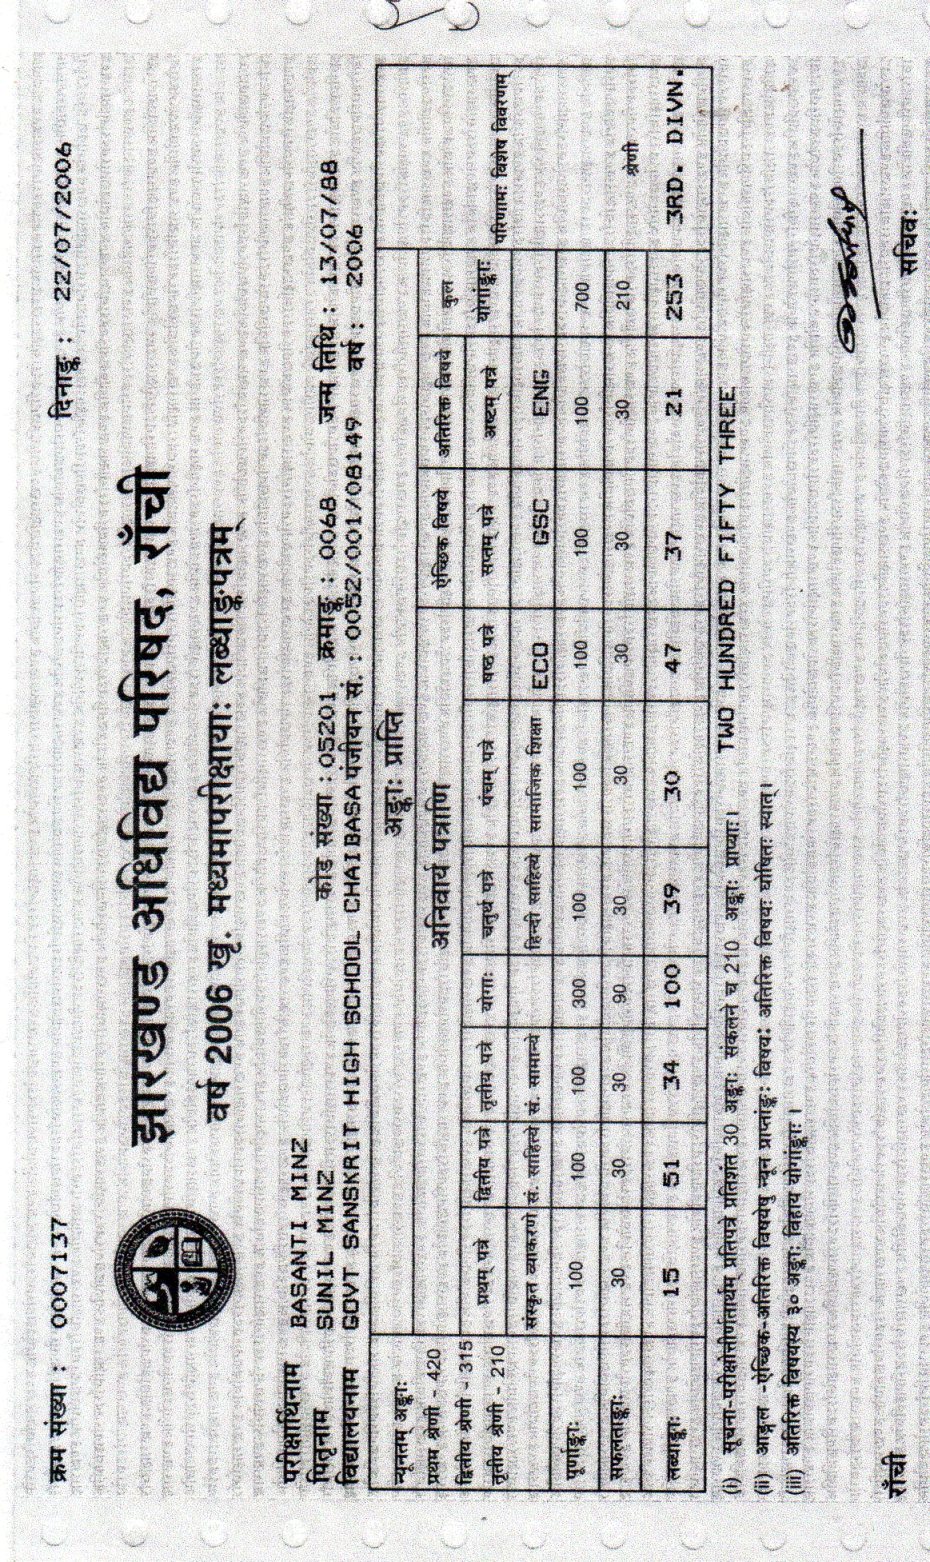 क्रम संख्या : 00007137 दिनाङ्क : 22/07/2006
झारखण्ड अधिविद्य परिषद, राँची
वर्ष 2006 खृ. मध्यमापरीक्षायाः लब्धाङ्कपत्रम्
परीक्षार्थिनाम BASANTI MINZ
पितृनाम SUNIL MINZ कोड संख्या : 05201 क्रमाङ्क : 0068 जन्म तिथि : 13/07/88
विद्यालयनाम GOVT SANSKRIT HIGH SCHOOL CHAIBASA पंजीयन सं. : 0052/001/08149 वर्ष : 2006
अङ्काः प्राप्ति
न्यूनतम् अङ्काः अनिवार्य पत्राणि ऐच्छिक विषये अतिरिक्त विषये कुल
प्रथम श्रेणी - 420
द्वितीय श्रेणी - 315
तृतीय श्रेणी - 210
प्रथम् पत्रे द्वितीय पत्रे तृतीय पत्रे योगाः चतुर्थ पत्रे पंचम् पत्रे षष्ठ पत्रे सप्तम् पत्रे अष्टम् पत्रे योगांङ्काः परिणामः विशेष विवरणम्
संस्कृत व्याकरणं सं. साहित्ये सं. सामान्ये हिन्दी साहित्ये सामाजिक शिक्षा ECO GSC ENG
पूर्णाङ्काः 100 100 100 300 100 100 100 100 100 700
सफलताङ्काः 30 30 30 90 30 30 30 30 30 210 श्रेणी
लब्धाङ्काः 15 51 34 100 39 30 47 37 21 253 3RD. DIVN.
(i) सूचना-परीक्षोत्तीर्णतार्थम् प्रतिपत्रे प्रतिशतं 30 अङ्काः संकलने च 210 अङ्काः प्राप्याः। TWO HUNDRED FIFTY THREE
(ii) आङ्गल -ऐच्छिक-अतिरिक्त विषयेषु न्यून प्राप्तांङ्कः विषयः अतिरिक्त विषयः घोषितः स्यात्।
(iii) अतिरिक्त विषयस्य ३० अङ्काः विहाय योगांङ्काः।
राँची सचिवः